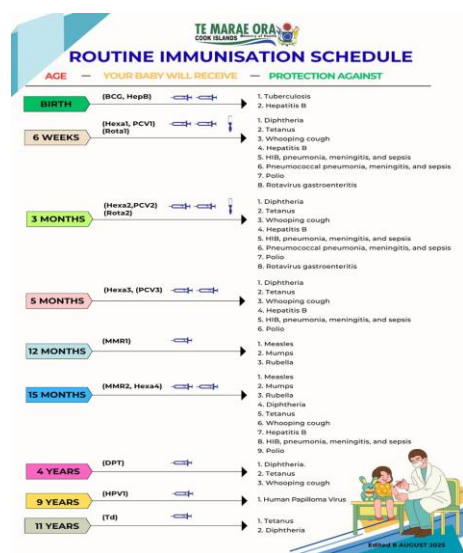 TE MARAE ORA
COOK ISLANDS Ministry of Health
ROUTINE IMMUNISATION SCHEDULE
AGE — YOUR BABY WILL RECEIVE — PROTECTION AGAINST
BIRTH
(BCG, HepB)
1. Tuberculosis
2. Hepatitis B
6 WEEKS
(Hexa1, PCV1)
(Rota1)
1. Diphtheria
2. Tetanus
3. Whooping cough
4. Hepatitis B
5. HIB, pneumonia, meningitis, and sepsis
6. Pneumococcal pneumonia, meningitis, and sepsis
7. Polio
8. Rotavirus gastroenteritis
3 MONTHS
(Hexa2,PCV2)
(Rota2)
1. Diphtheria
2. Tetanus
3. Whooping cough
4. Hepatitis B
5. HIB, pneumonia, meningitis, and sepsis
6. Pneumococcal pneumonia, meningitis, and sepsis
7. Polio
8. Rotavirus gastroenteritis
5 MONTHS
(Hexa3, (PCV3)
1. Diphtheria
2. Tetanus
3. Whooping cough
4. Hepatitis B
5. HIB, pneumonia, meningitis, and sepsis
6. Polio
12 MONTHS
(MMR1)
1. Measles
2. Mumps
3. Rubella
15 MONTHS
(MMR2, Hexa4)
1. Measles
2. Mumps
3. Rubella
4. Diphtheria
5. Tetanus
6. Whooping cough
7. Hepatitis B
8. HIB, pneumonia, meningitis, and sepsis
9. Polio
4 YEARS
(DPT)
1. Diphtheria.
2. Tetanus
3. Whooping cough
9 YEARS
(HPV1)
1. Human Papilloma Virus
11 YEARS
(Td)
1. Tetanus
2. Diphtheria
Edited 8 AUGUST 2025